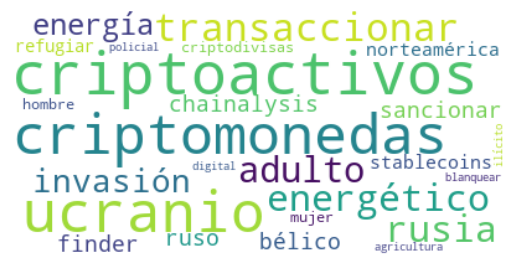 energía transaccionar
refugiar policial criptodivisas norteamérica
criptoactivos
hombre chainalysis sancionar
criptomonedas ilícito
digital adulto stablecoins
invasión energético blanquear
ucranio mujer rusia
finder ruso bélico agricultura